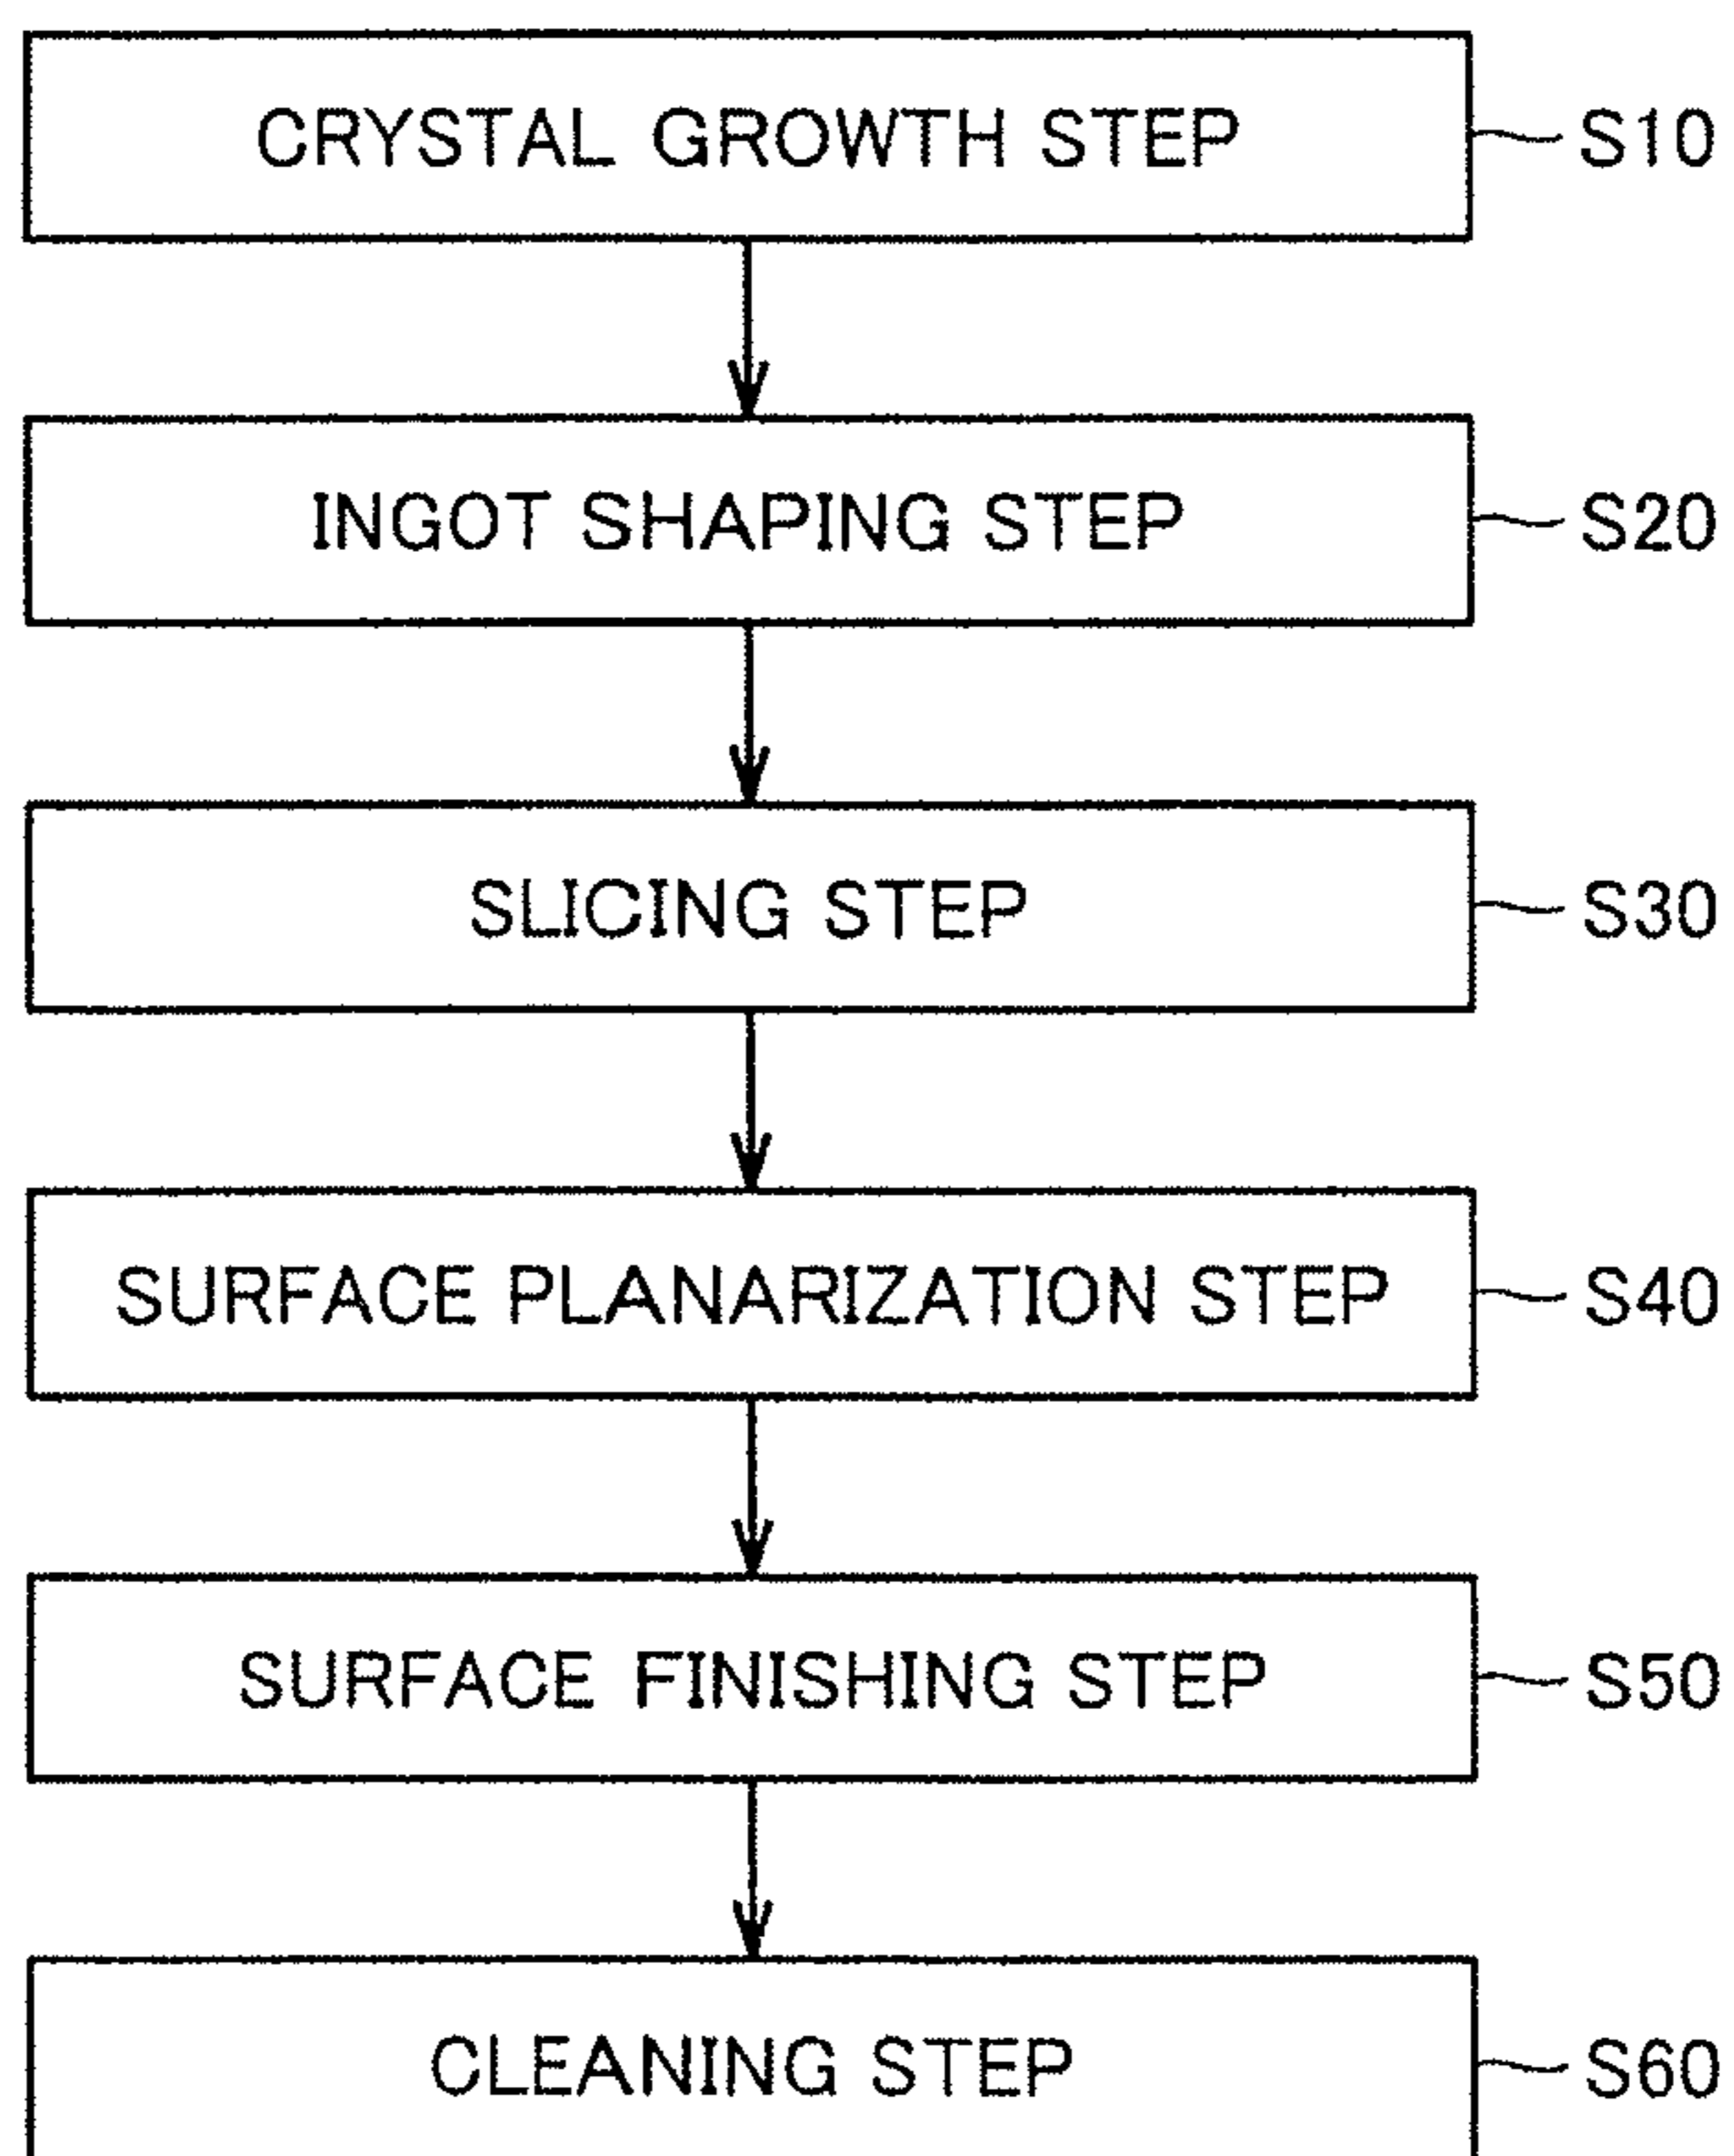 CRYSTAL GROWTH STEP S10
INGOT SHAPING STEP S20
SLICING STEP S30
SURFACE PLANARIZATION STEP S40
SURFACE FINISHING STEP S50
CLEANING STEP S60